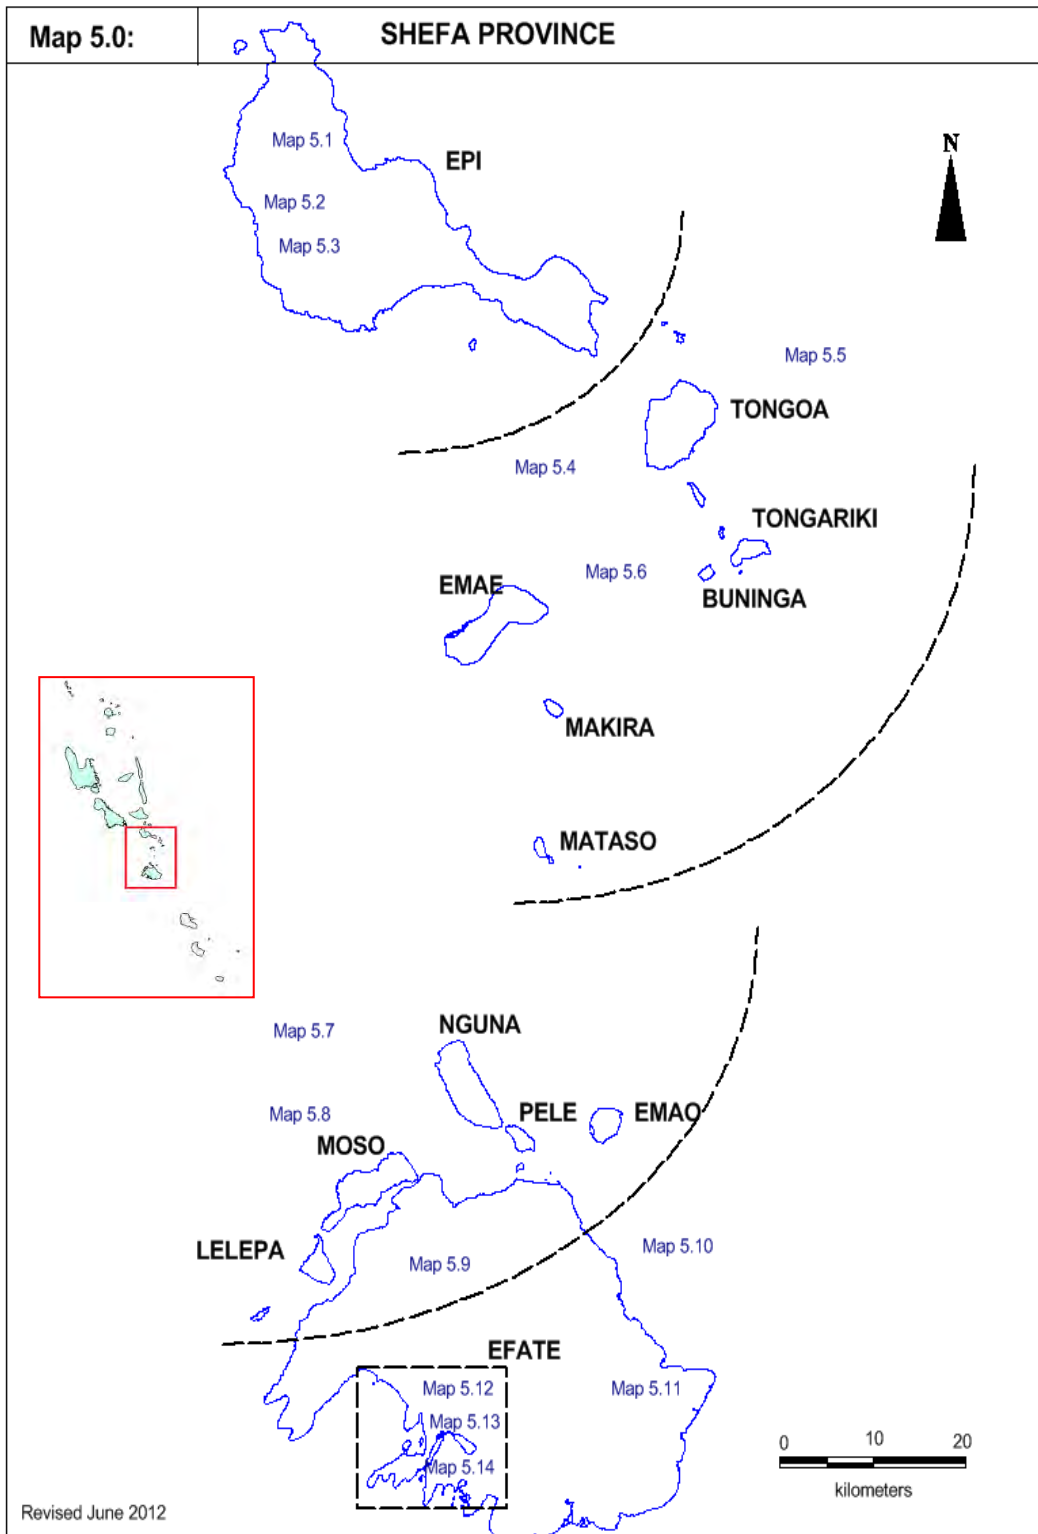 Map 5.0:
SHEFA PROVINCE
Map 5.1
EPI
N
Map 5.2
Map 5.3
Map 5.5
TONGOA
Map 5.4
TONGARIKI
Map 5.6
EMAE
BUNINGA
MAKIRA
MATASO
NGUNA
Map 5.7
Map 5.8
PELE
EMAO
MOSO
LELEPA
Map 5.10
Map 5.9
EFATE
Map 5.12
Map 5.11
Map 5.13
Map 5.14
0 10 20
kilometers
Revised June 2012